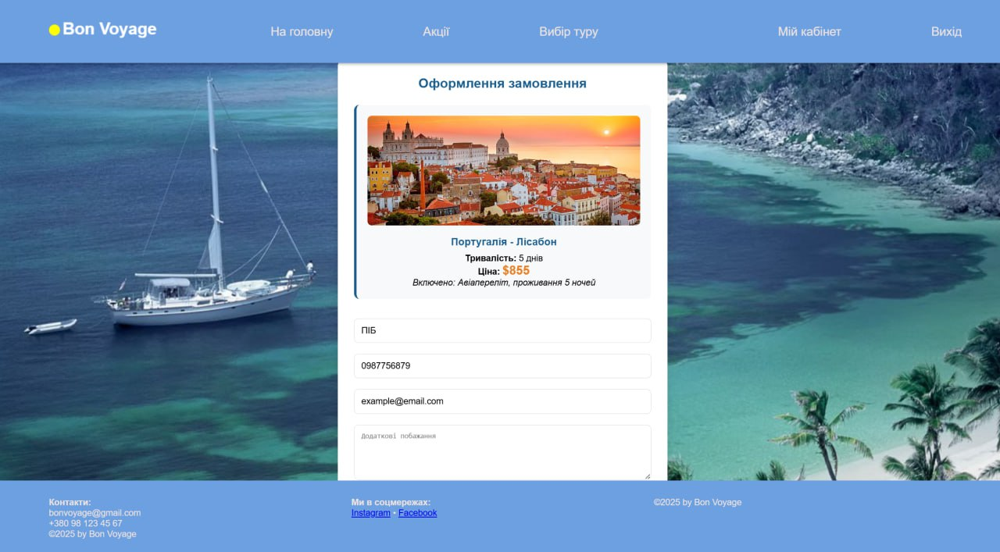 Bon Voyage
На головну
Акції
Вибір туру
Мій кабінет
Вихід
Оформлення замовлення
Португалія - Лісабон
Тривалість: 5 днів
Ціна: $855
Включено: Авіапереліт, проживання 5 ночей
ПІБ
0987756879
example@email.com
Додаткові побажання
Контакти:
bonvoyage@gmail.com
+380 98 123 45 67
©2025 by Bon Voyage
Ми в соцмережах:
Instagram • Facebook
©2025 by Bon Voyage